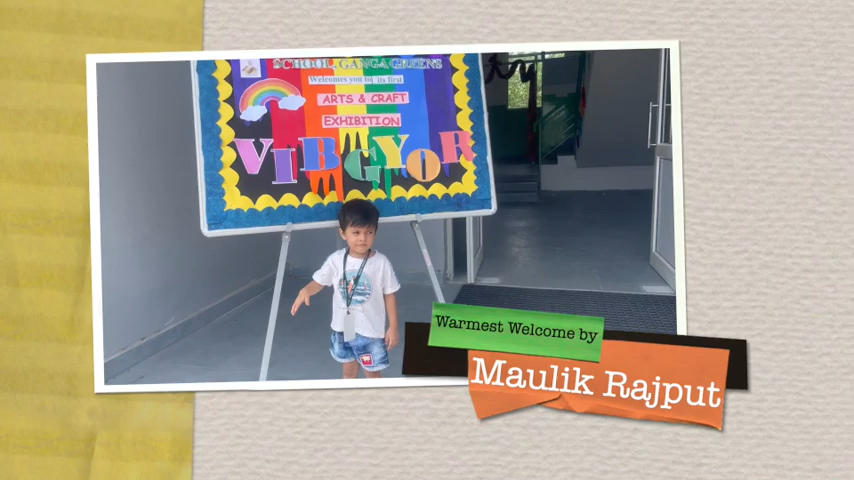 SCHOOL, GANGA GREENS
Welcomes you to its first
ARTS & CRAFT
EXHIBITION
VIBGYOR
Warmest Welcome by
Maulik Rajput